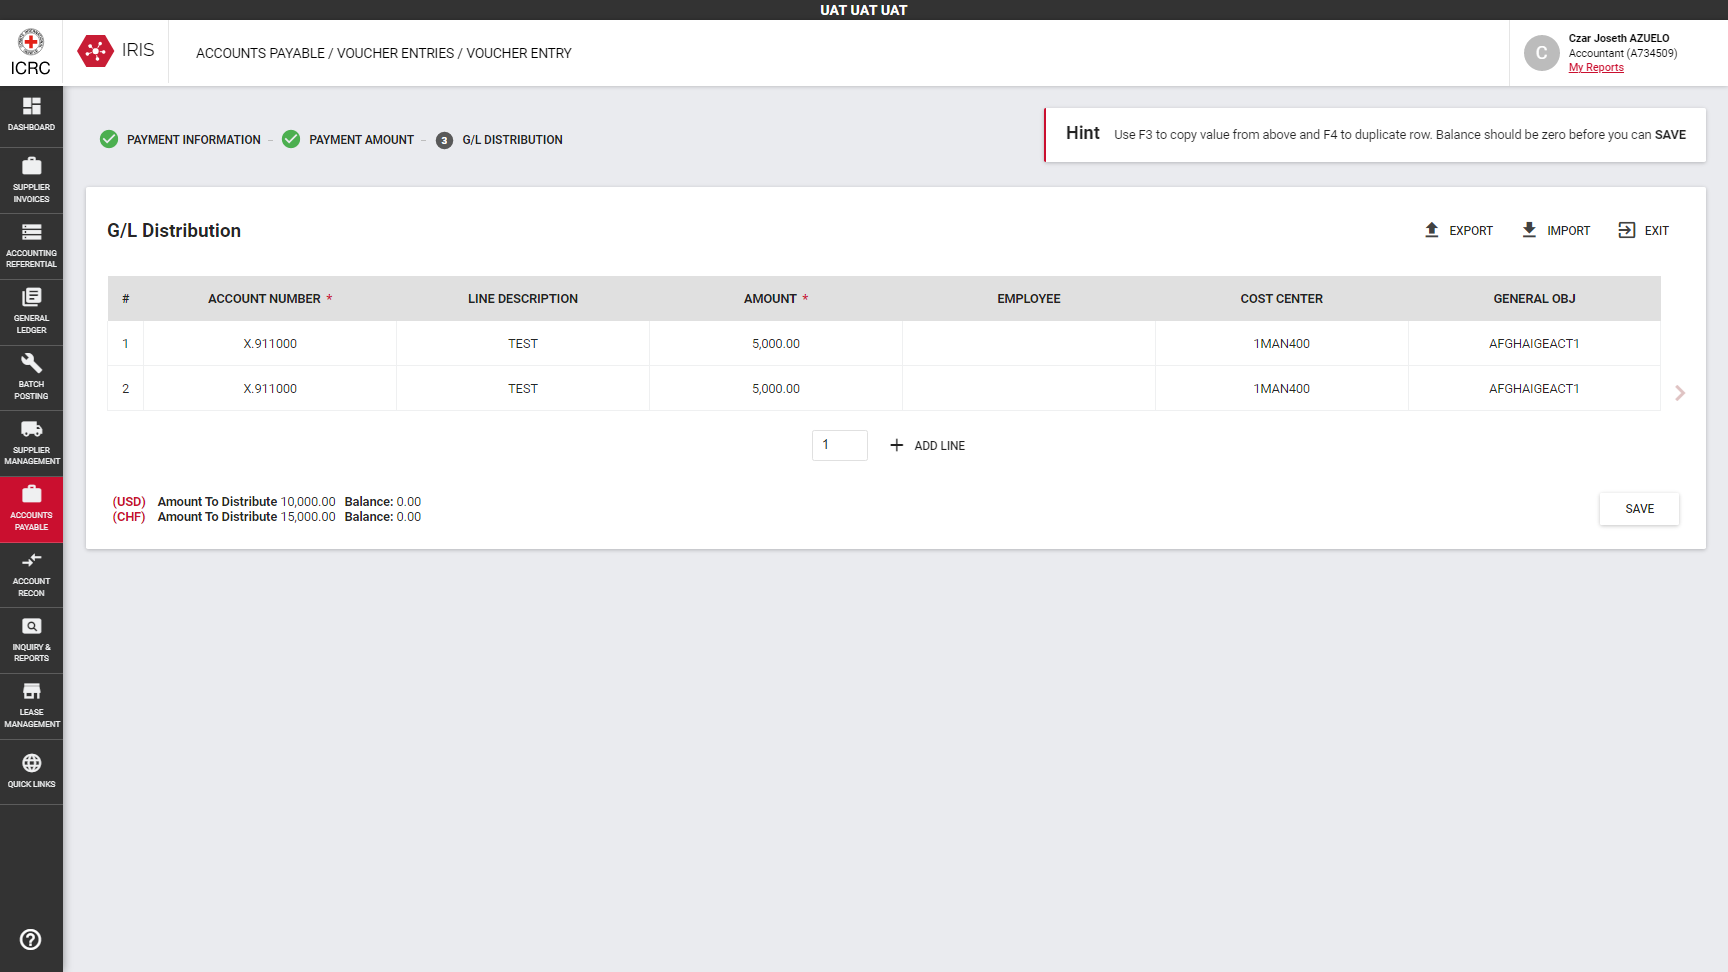 UAT UAT UAT
ICRC
IRIS
ACCOUNTS PAYABLE / VOUCHER ENTRIES / VOUCHER ENTRY
C
Czar Joseth AZUELO
Accountant (A734509)
My Reports
DASHBOARD
SUPPLIER
INVOICES
ACCOUNTING
REFERENTIAL
GENERAL
LEDGER
BATCH
POSTING
SUPPLIER
MANAGEMENT
ACCOUNTS
PAYABLE
ACCOUNT
RECON
INQUIRY &
REPORTS
LEASE
MANAGEMENT
QUICK LINKS
PAYMENT INFORMATION – PAYMENT AMOUNT – 3 G/L DISTRIBUTION
Hint Use F3 to copy value from above and F4 to duplicate row. Balance should be zero before you can SAVE
G/L Distribution
EXPORT IMPORT EXIT
# ACCOUNT NUMBER * LINE DESCRIPTION AMOUNT * EMPLOYEE COST CENTER GENERAL OBJ
1 X.911000 TEST 5,000.00 1MAN400 AFGHAIGEACT1
2 X.911000 TEST 5,000.00 1MAN400 AFGHAIGEACT1
1 ADD LINE
(USD) Amount To Distribute 10,000.00 Balance: 0.00
(CHF) Amount To Distribute 15,000.00 Balance: 0.00
SAVE